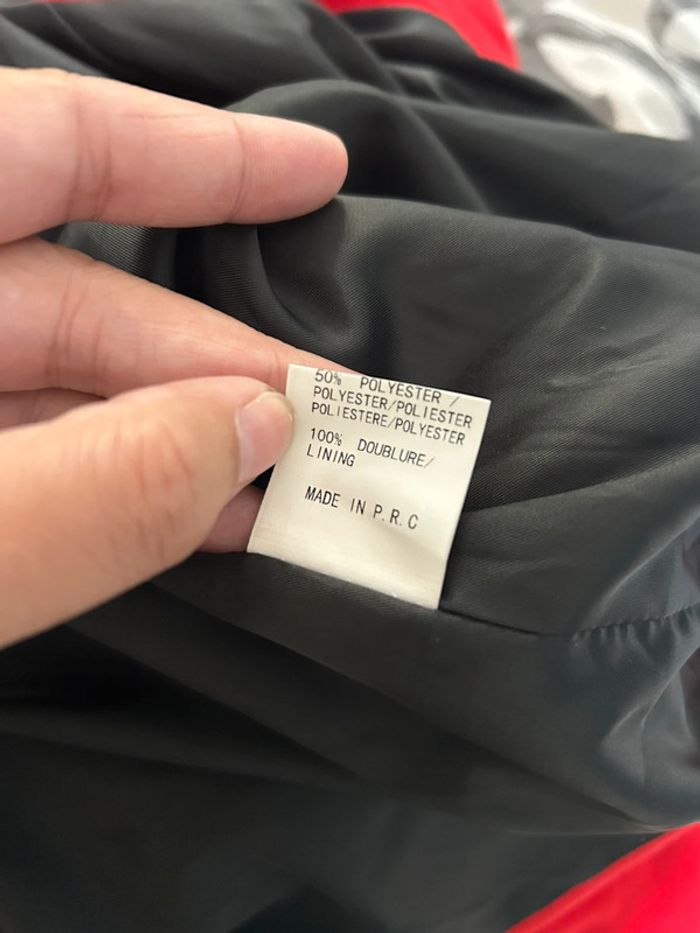 50% POLYESTER /
POLYESTER/POLIESTER
POLIESTERE/POLYESTER
100% DOUBLURE/
LINING
MADE IN P.R.C